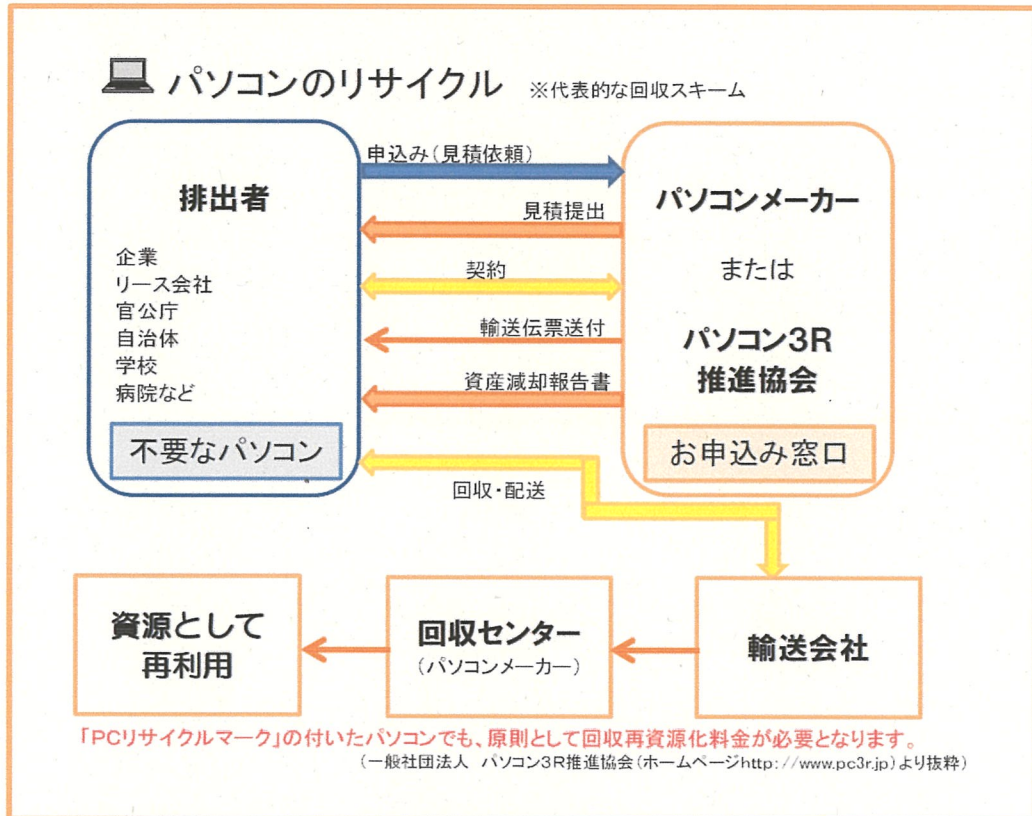 パソコンのリサイクル ※代表的な回収スキーム
排出者
企業
リース会社
官公庁
自治体
学校
病院など
不要なパソコン
申込み(見積依頼)
見積提出
契約
輸送伝票送付
資産減却報告書
回収・配送
パソコンメーカー
または
パソコン3R
推進協会
お申込み窓口
資源として
再利用
回収センター
(パソコンメーカー)
輸送会社
「PCリサイクルマーク」の付いたパソコンでも、原則として回収再資源化料金が必要となります。
(一般社団法人 パソコン3R推進協会(ホームページhttp://www.pc3r.jp)より抜粋)